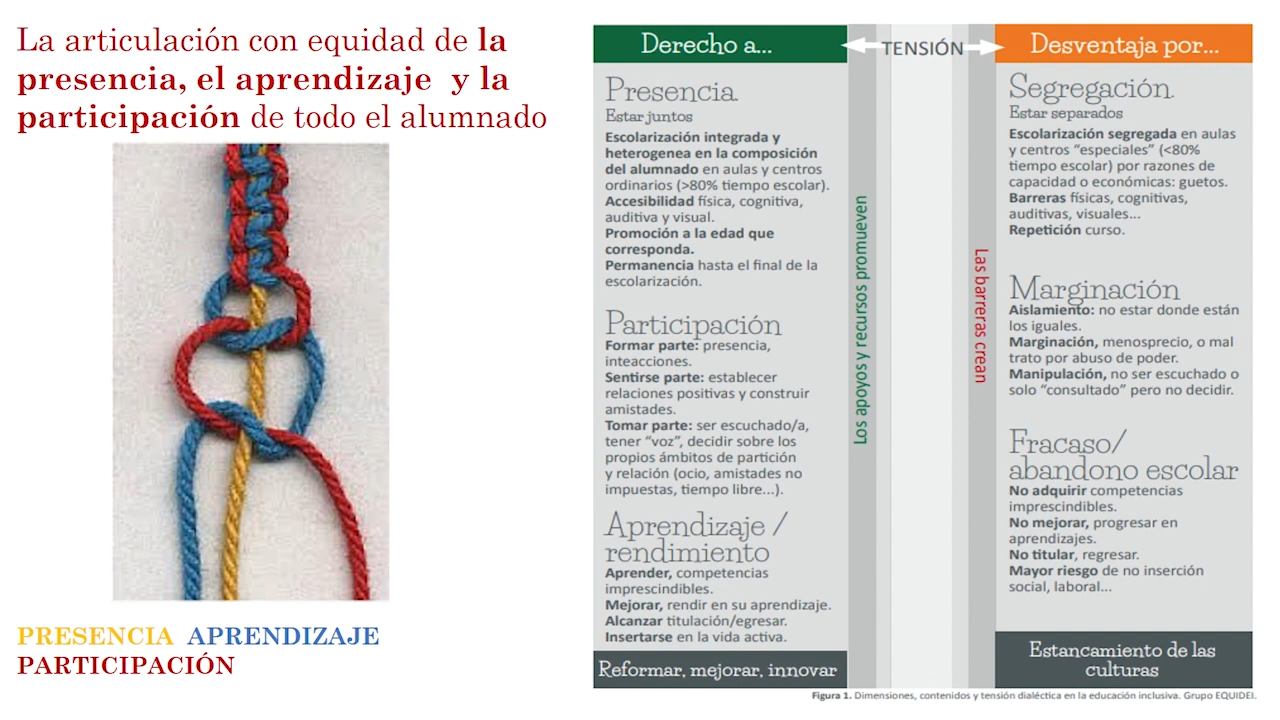 La articulación con equidad de la
presencia, el aprendizaje y la
participación de todo el alumnado
PRESENCIA APRENDIZAJE
PARTICIPACIÓN
Derecho a...
Presencia.
Estar juntos
Escolarización integrada y
heterogenea en la composición
del alumnado en aulas y centros
ordinarios (>80% tiempo escolar).
Accesibilidad física, cognitiva,
auditiva y visual.
Promoción a la edad que
corresponda.
Permanencia hasta el final de la
escolarización.
Participación
Formar parte: presencia,
inteacciones.
Sentirse parte: establecer
relaciones positivas y construir
amistades.
Tomar parte: ser escuchado/a,
tener “voz”, decidir sobre los
propios ámbitos de partición
y relación (ocio, amistades no
impuestas, tiempo libre...).
Aprendizaje /
rendimiento
Aprender, competencias
imprescindibles.
Mejorar, rendir en su aprendizaje.
Alcanzar titulación/egresar.
Insertarse en la vida activa.
Reformar, mejorar, innovar
TENSIÓN
Los apoyos y recursos promueven
Las barreras crean
Desventaja por...
Segregación.
Estar separados
Escolarización segregada en aulas
y centros “especiales” (<80%
tiempo escolar) por razones de
capacidad o económicas: guetos.
Barreras físicas, cognitivas,
auditivas, visuales...
Repetición curso.
Marginación
Aislamiento: no estar donde están
los iguales.
Marginación, menosprecio, o mal
trato por abuso de poder.
Manipulación, no ser escuchado o
solo “consultado” pero no decidir.
Fracaso/
abandono escolar
No adquirir competencias
imprescindibles.
No mejorar, progresar en
aprendizajes.
No titular, regresar.
Mayor riesgo de no inserción
social, laboral...
Estancamiento de las
culturas
Figura 1. Dimensiones, contenidos y tensión dialéctica en la educación inclusiva. Grupo EQUIDEI.